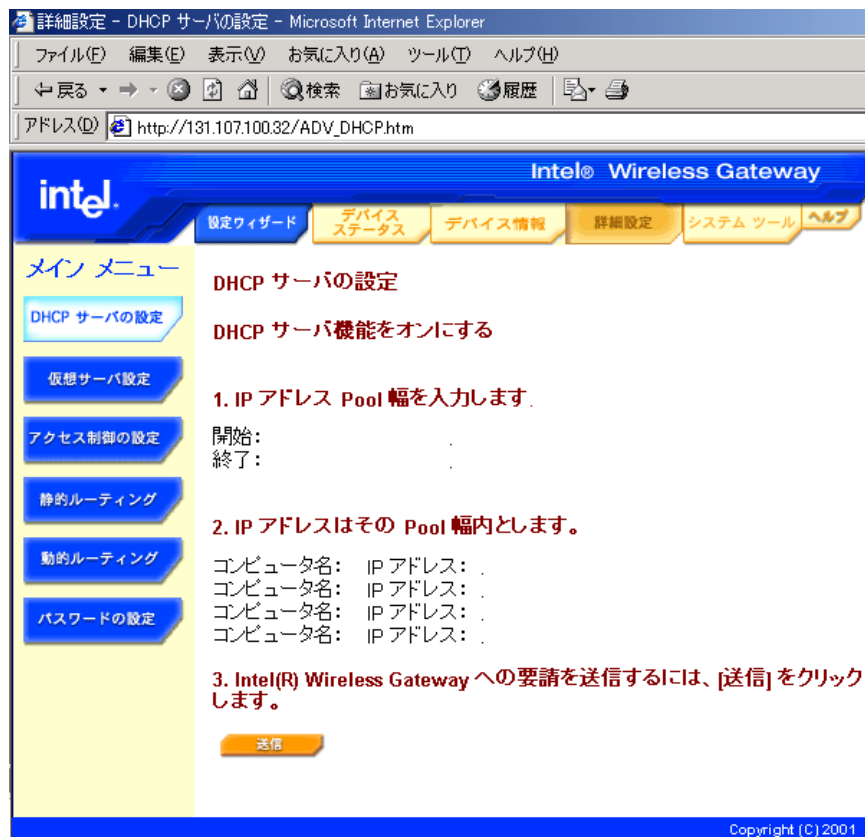 詳細設定 - DHCP サーバの設定 - Microsoft Internet Explorer
ファイル(F) 編集(E) 表示(V) お気に入り(A) ツール(T) ヘルプ(H)
戻る 検索 お気に入り 履歴
アドレス(D) http://131.107.100.32/ADV_DHCP.htm
intel.
Intel® Wireless Gateway
設定ウィザード デバイス ステータス デバイス情報 詳細設定 システム ツール ヘルプ
メイン メニュー
DHCP サーバの設定
仮想サーバ設定
アクセス制御の設定
静的ルーティング
動的ルーティング
パスワードの設定
DHCP サーバの設定
DHCP サーバ機能をオンにする
1. IP アドレス Pool 幅を入力します.
開始: .
終了: .
2. IP アドレスはその Pool 幅内とします。
コンピュータ名: IP アドレス: .
コンピュータ名: IP アドレス: .
コンピュータ名: IP アドレス: .
コンピュータ名: IP アドレス: .
3. Intel(R) Wireless Gateway への要請を送信するには、[送信] をクリック
します。
送信
Copyright (C) 2001